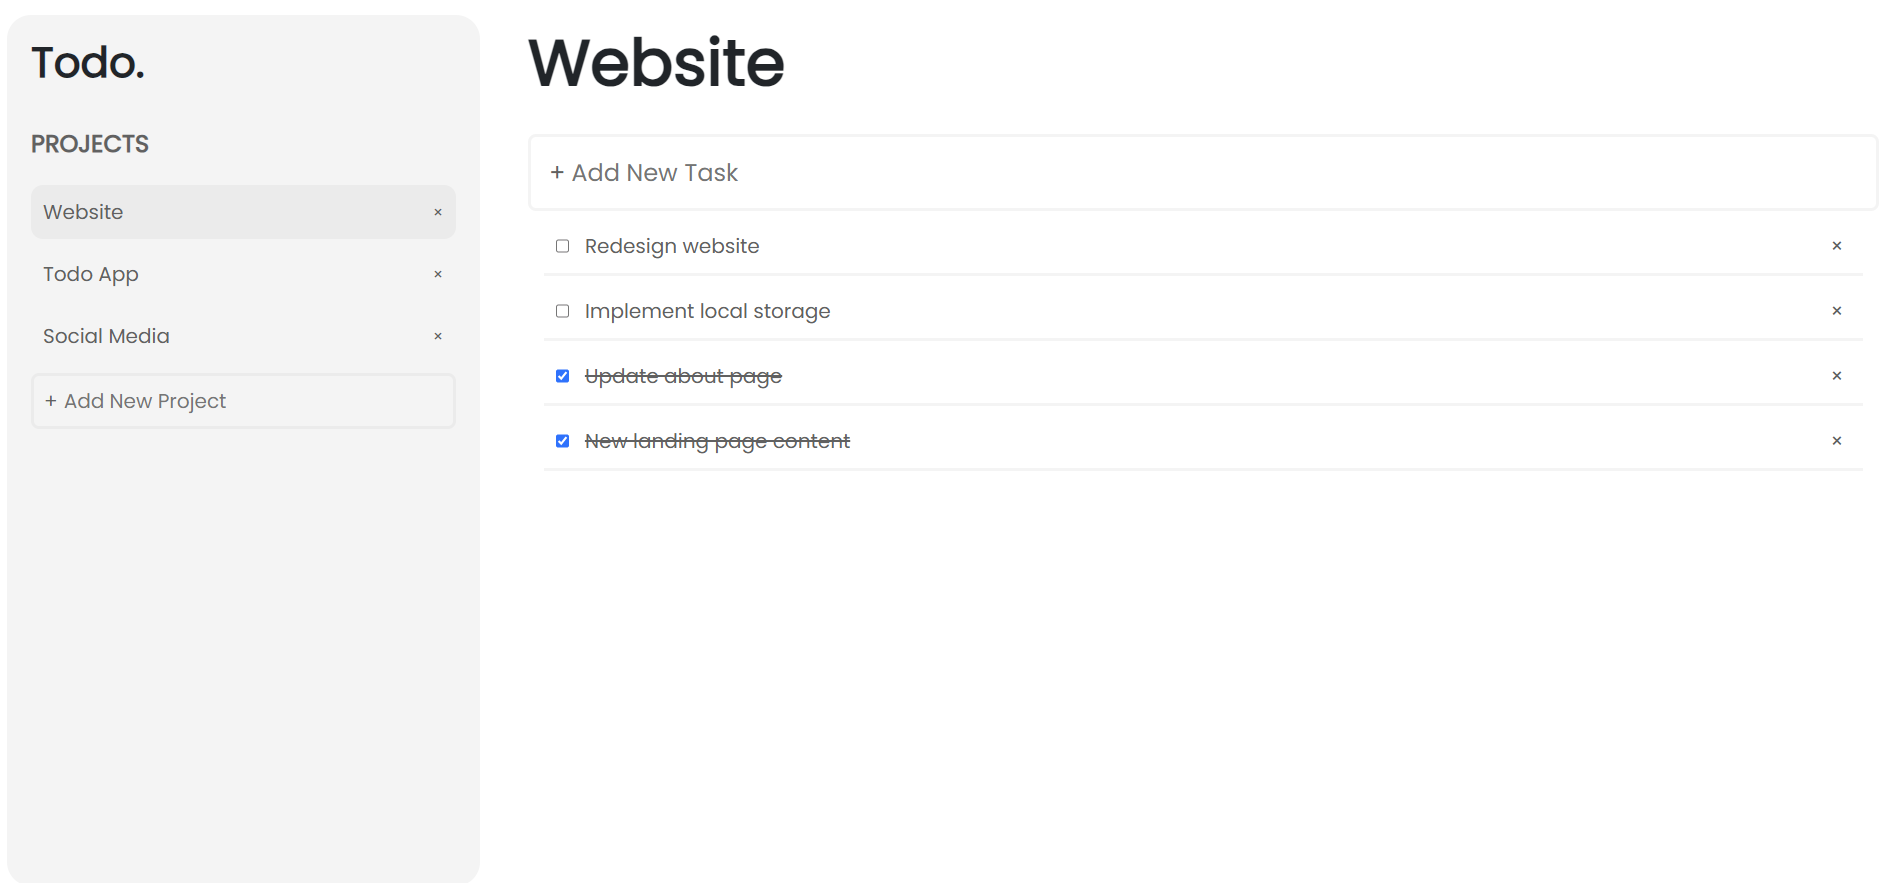 Todo.
PROJECTS
Website ×
Todo App ×
Social Media ×
+ Add New Project
Website
+ Add New Task
Redesign website ×
Implement local storage ×
Update about page ×
New landing page content ×